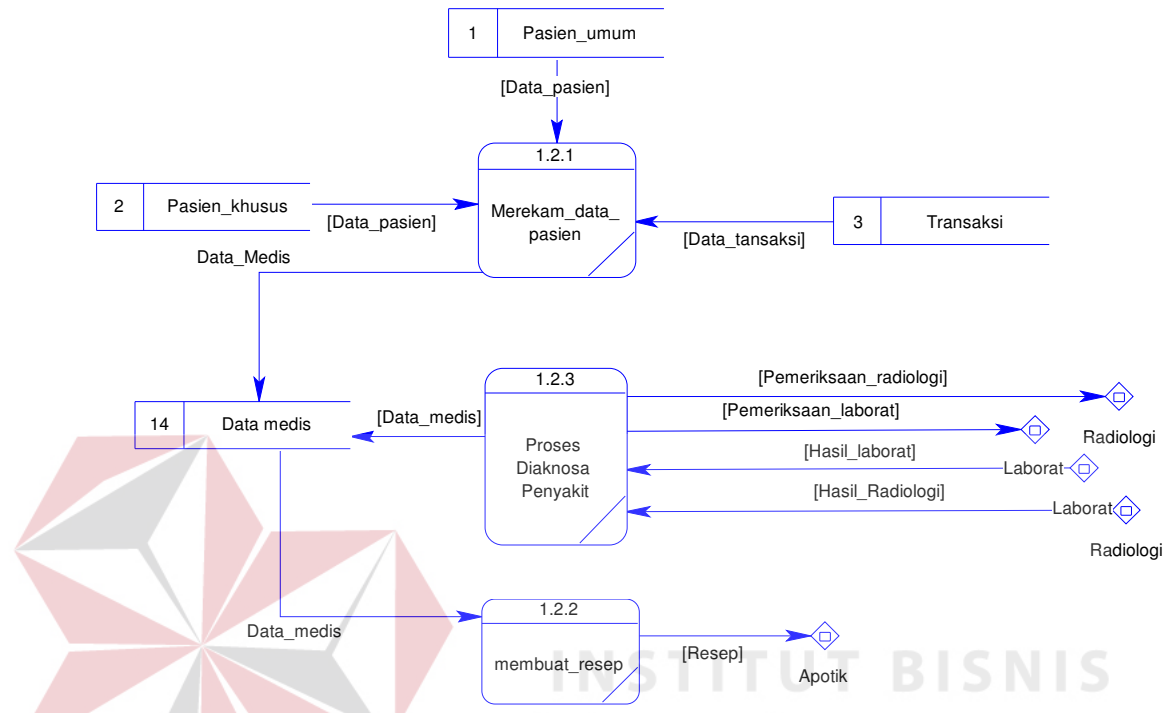 1 Pasien_umum
[Data_pasien]
1.2.1
Merekam_data_
pasien
2 Pasien_khusus
[Data_pasien]
3 Transaksi
[Data_tansaksi]
Data_Medis
1.2.3
Proses
Diaknosa
Penyakit
14 Data medis
[Data_medis]
[Pemeriksaan_radiologi]
[Pemeriksaan_laborat]
Radiologi
[Hasil_laborat]
Laborat
[Hasil_Radiologi]
Laborat
Radiologi
Data_medis
1.2.2
membuat_resep
[Resep]
Apotik
INSTITUT BISNIS